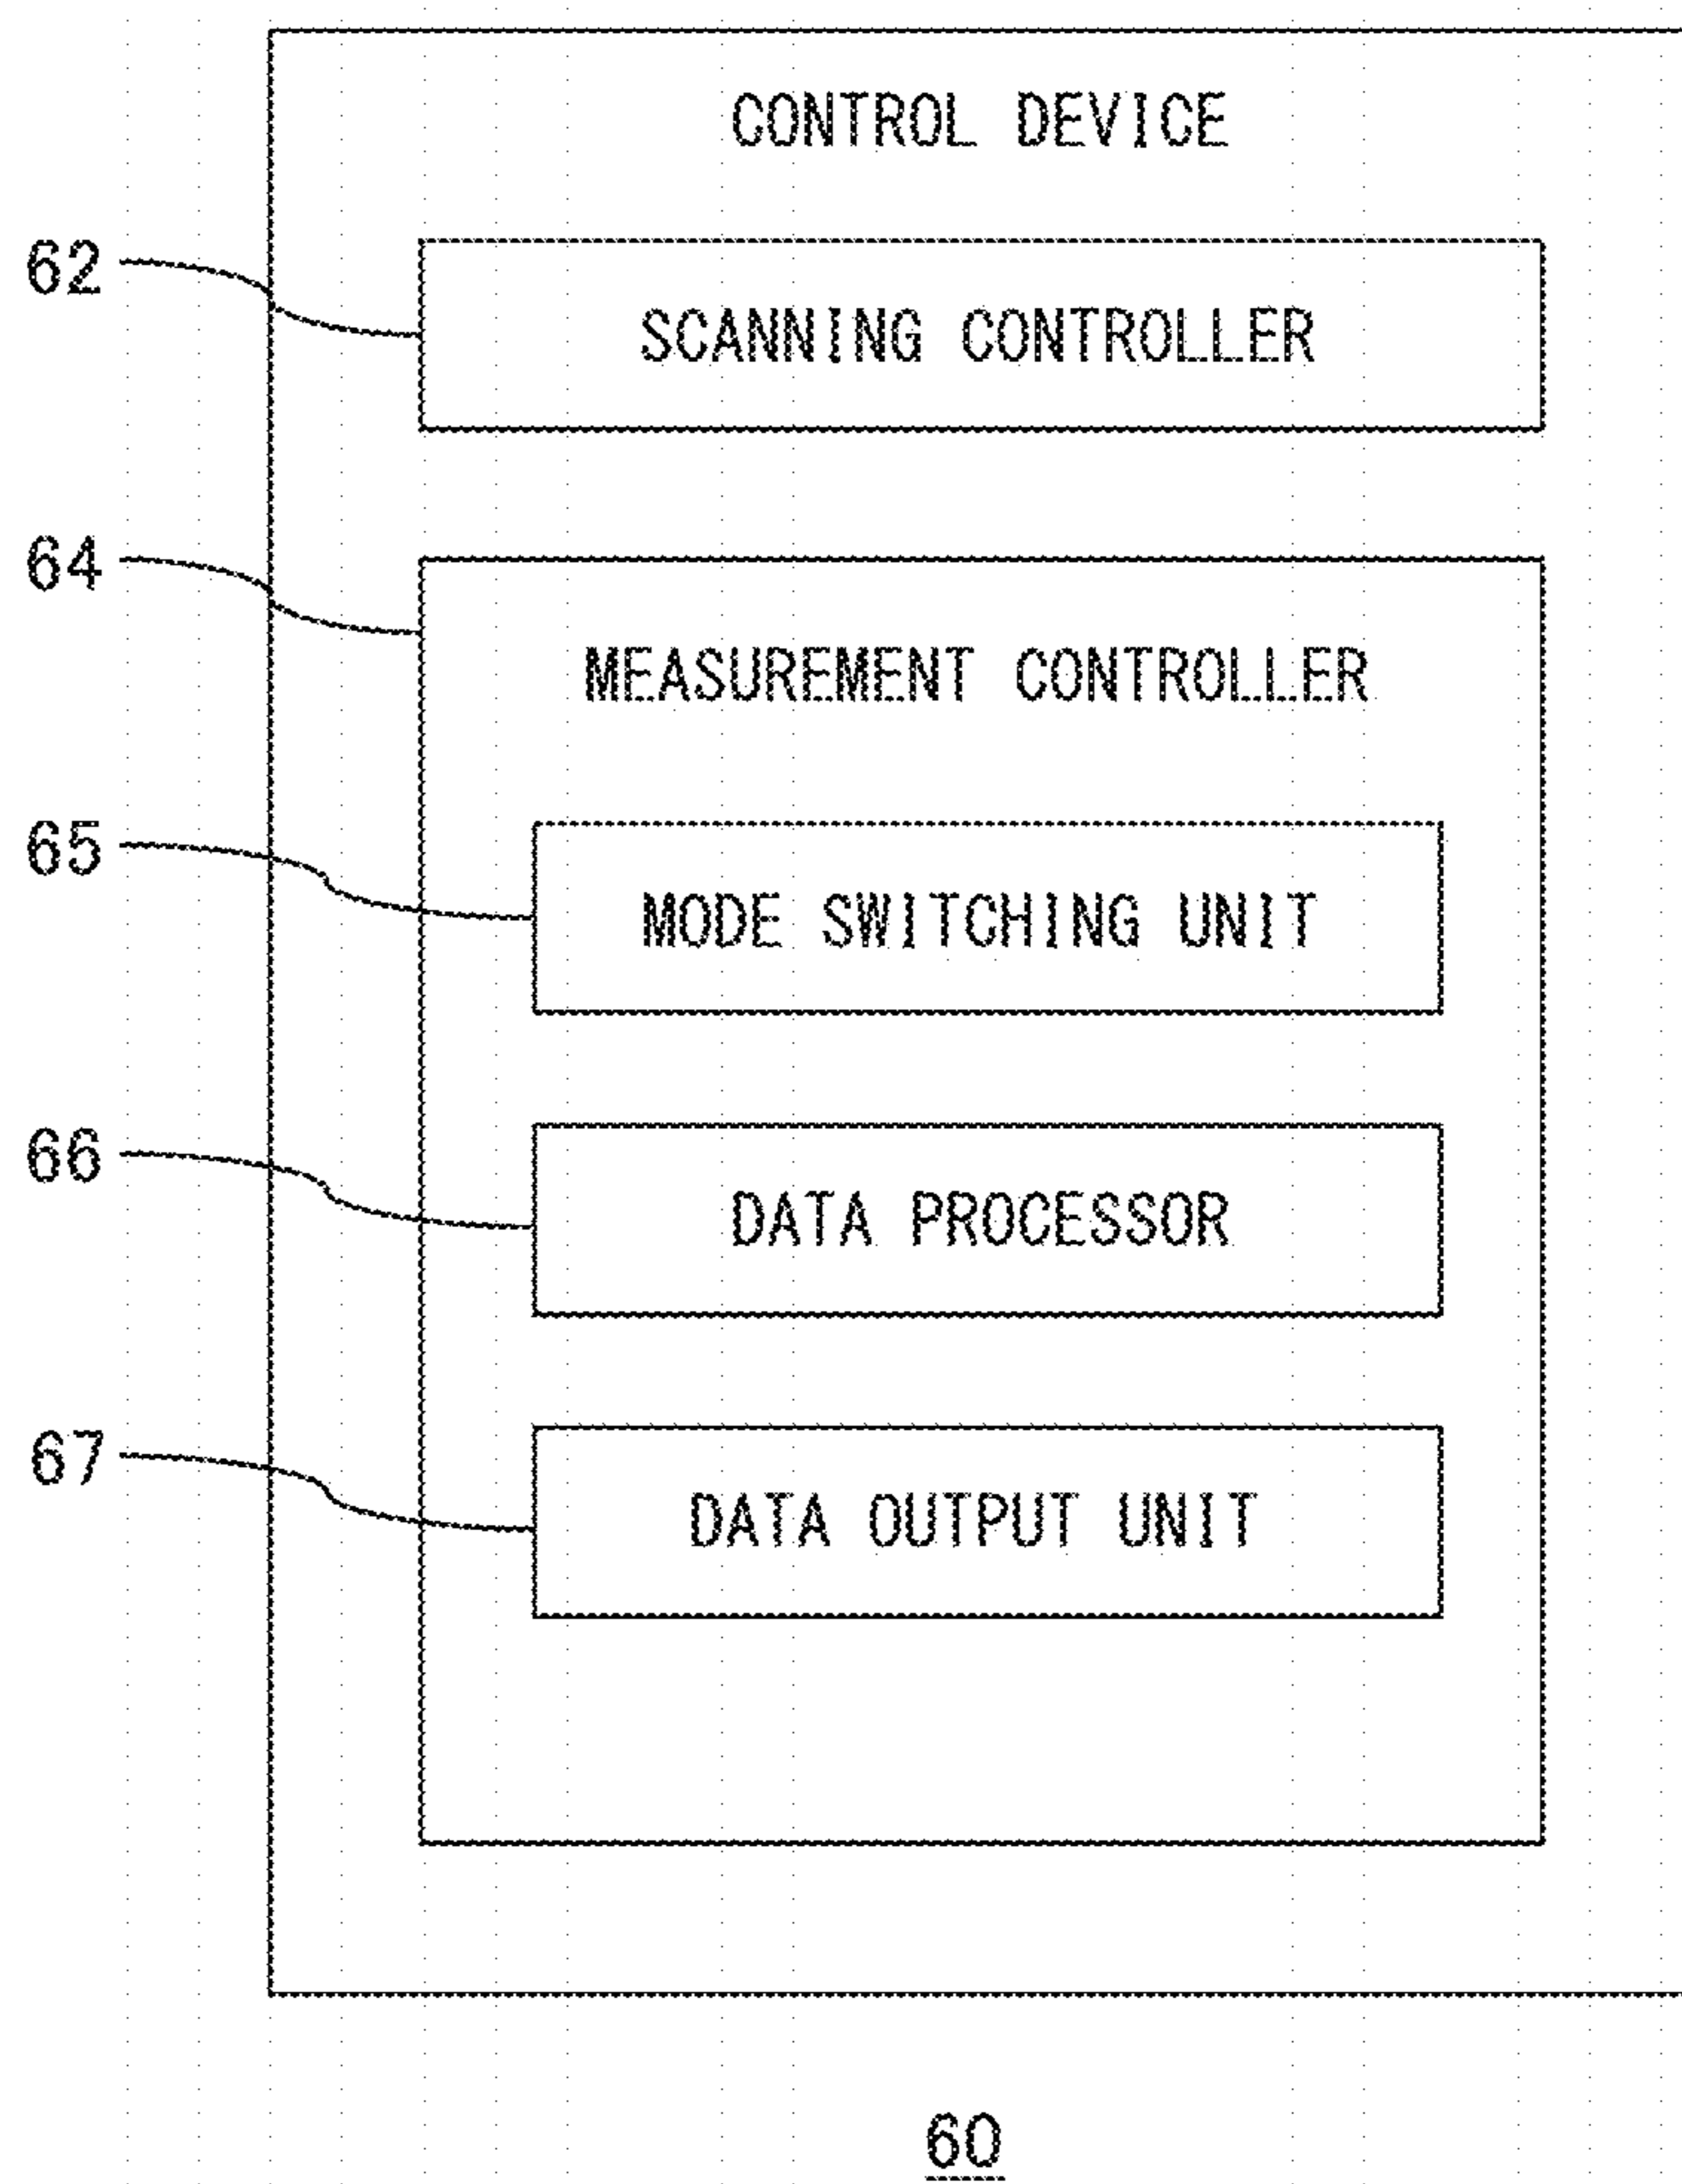 CONTROL DEVICE
62
SCANNING CONTROLLER
64
MEASUREMENT CONTROLLER
65
MODE SWITCHING UNIT
66
DATA PROCESSOR
67
DATA OUTPUT UNIT
60